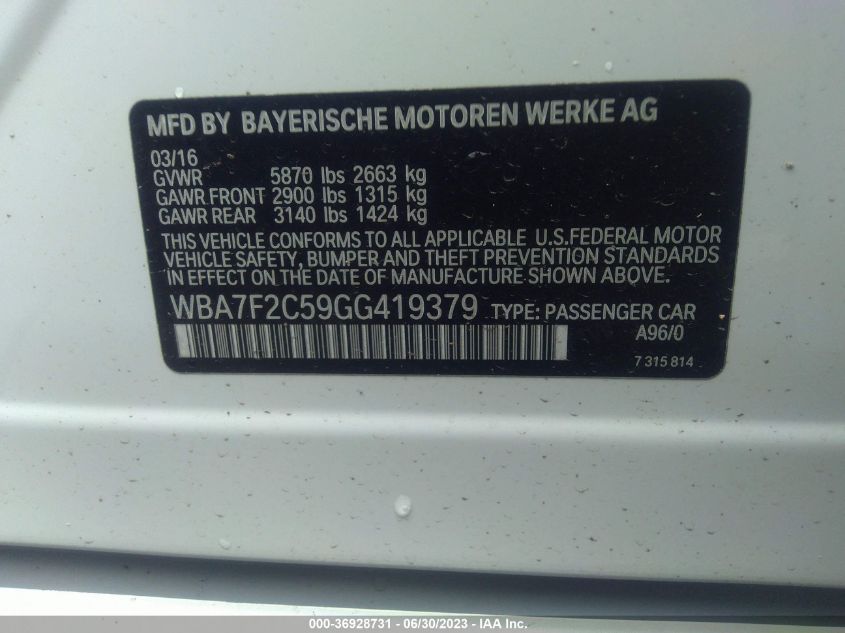 MFD BY BAYERISCHE MOTOREN WERKE AG
03/16
GVWR 5870 lbs 2663 kg
GAWR FRONT 2900 lbs 1315 kg
GAWR REAR 3140 lbs 1424 kg
THIS VEHICLE CONFORMS TO ALL APPLICABLE U.S.FEDERAL MOTOR
VEHICLE SAFETY, BUMPER AND THEFT PREVENTION STANDARDS
IN EFFECT ON THE DATE OF MANUFACTURE SHOWN ABOVE.
WBA7F2C59GG419379 TYPE: PASSENGER CAR
A96/0
7 315 814
000-36928731 - 06/30/2023 - IAA Inc.